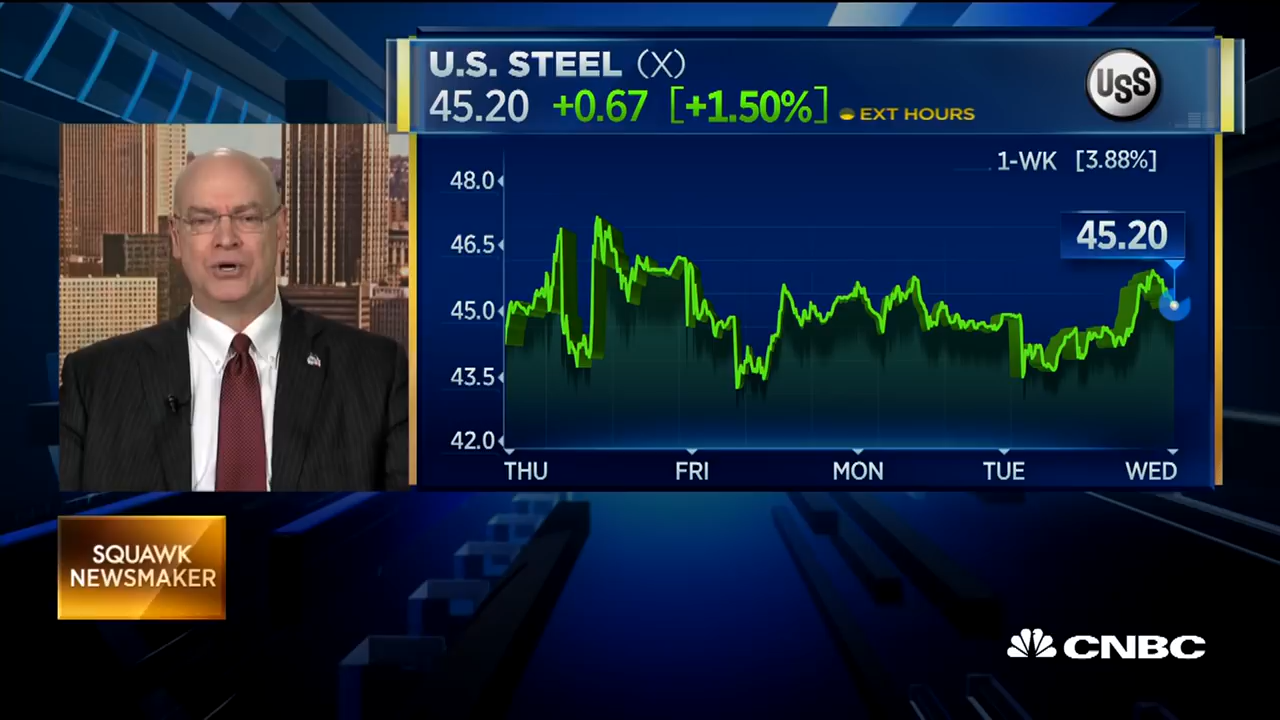 U.S. STEEL (X)
45.20 +0.67 [+1.50%] EXT HOURS
USS
1-WK [3.88%]
48.0
46.5
45.0
43.5
42.0
45.20
THU FRI MON TUE WED
SQUAWK
NEWSMAKER
CNBC